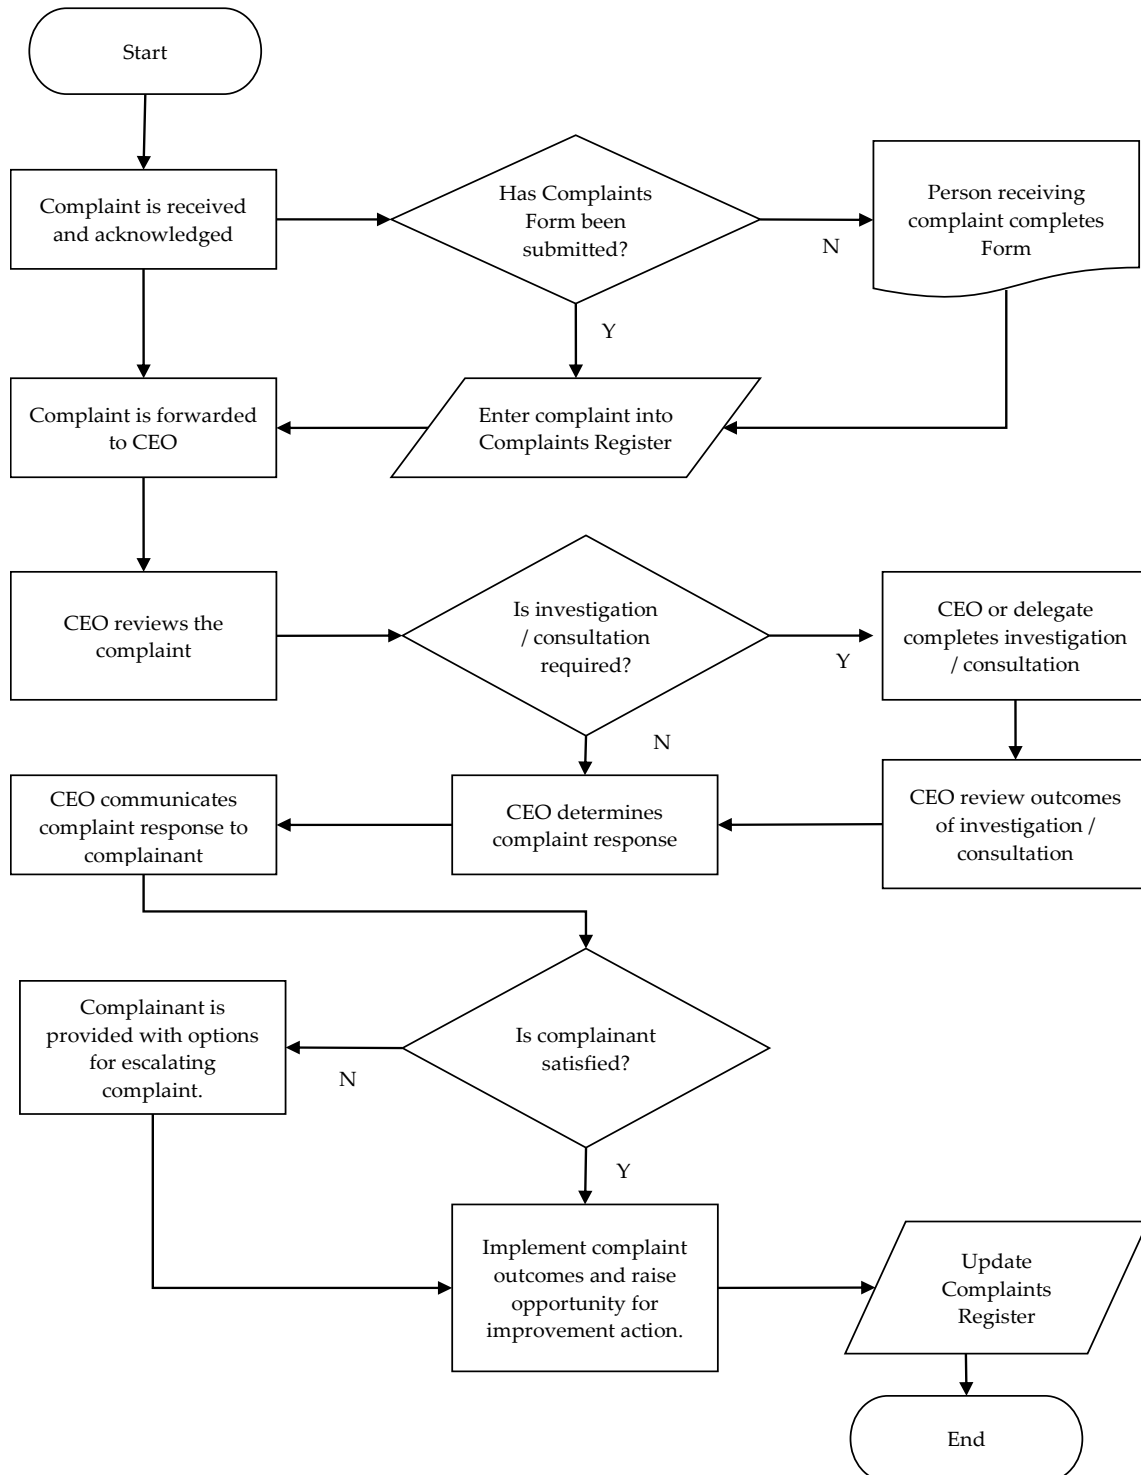 Start
Complaint is received
and acknowledged
Has Complaints
Form been
submitted?
N
Person receiving
complaint completes
Form
Y
Complaint is forwarded
to CEO
Enter complaint into
Complaints Register
CEO reviews the
complaint
Is investigation
/ consultation
required?
Y
CEO or delegate
completes investigation
/ consultation
N
CEO communicates
complaint response to
complainant
CEO determines
complaint response
CEO review outcomes
of investigation /
consultation
Complainant is
provided with options
for escalating
complaint.
N
Is complainant
satisfied?
Y
Implement complaint
outcomes and raise
opportunity for
improvement action.
Update
Complaints
Register
End